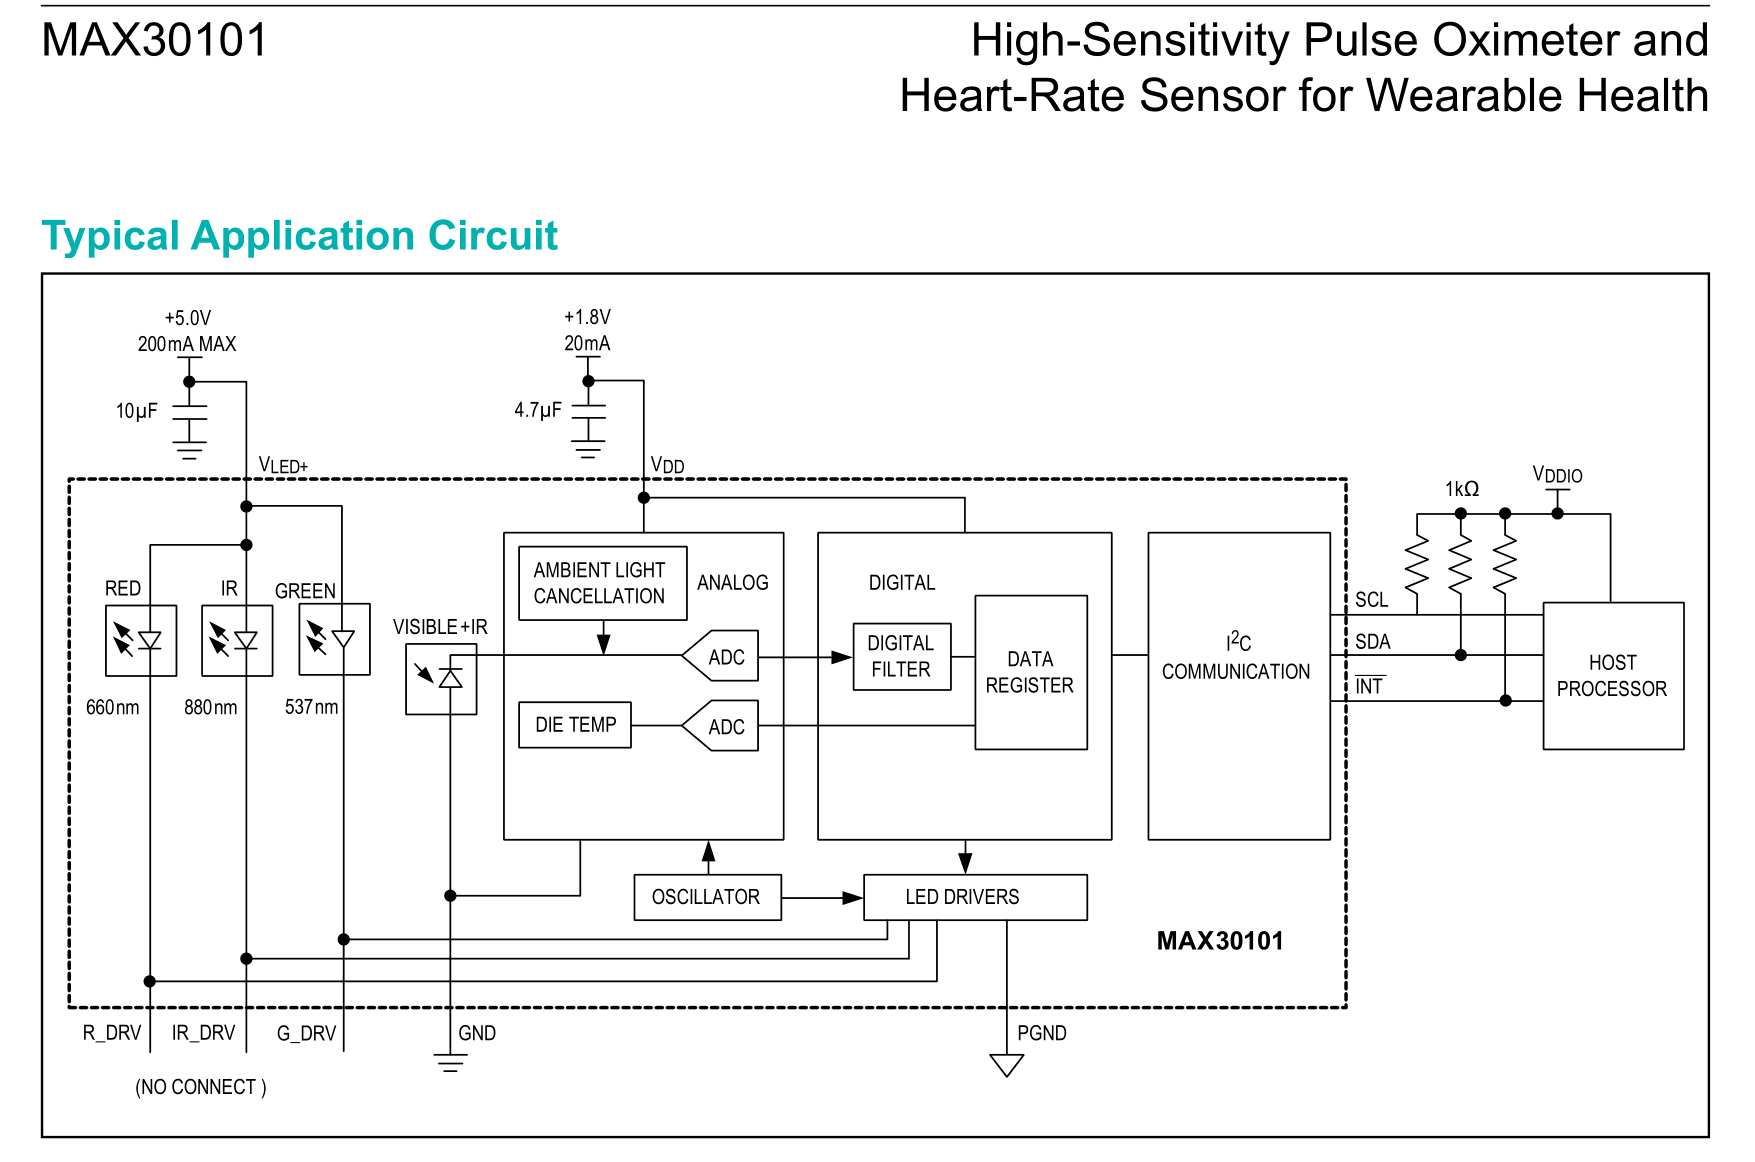 MAX30101
High-Sensitivity Pulse Oximeter and
Heart-Rate Sensor for Wearable Health
Typical Application Circuit
+5.0V
200mA MAX
10µF
VLED+
+1.8V
20mA
4.7µF
VDD
1kΩ
VDDIO
RED
IR
GREEN
660nm
880nm
537nm
VISIBLE+IR
AMBIENT LIGHT
CANCELLATION
ANALOG
ADC
DIE TEMP
ADC
DIGITAL
DIGITAL
FILTER
DATA
REGISTER
I²C
COMMUNICATION
SCL
SDA
I̅N̅T̅
HOST
PROCESSOR
OSCILLATOR
LED DRIVERS
MAX30101
R_DRV
IR_DRV
G_DRV
GND
PGND
(NO CONNECT )